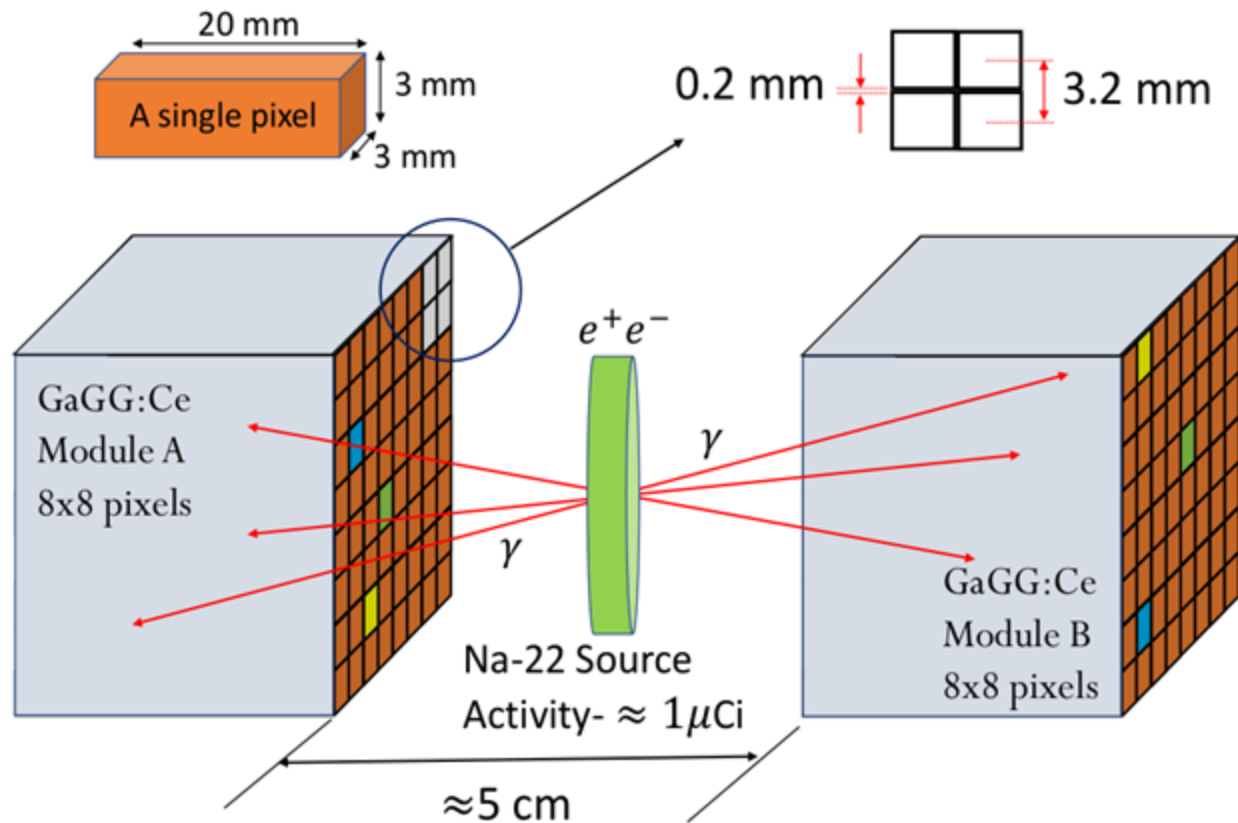 20 mm
3 mm
A single pixel
3 mm
0.2 mm
3.2 mm
e⁺e⁻
GaGG:Ce
Module A
8x8 pixels
γ
γ
GaGG:Ce
Module B
8x8 pixels
Na-22 Source
Activity- ≈ 1μCi
≈5 cm